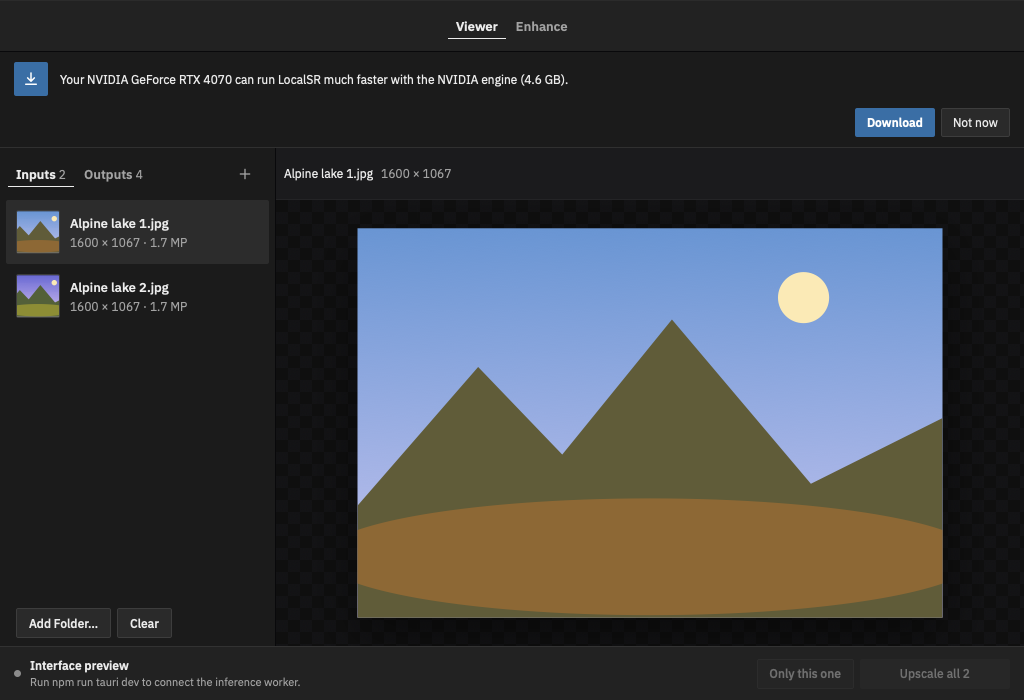 Viewer Enhance
Your NVIDIA GeForce RTX 4070 can run LocalSR much faster with the NVIDIA engine (4.6 GB).
Download Not now
Inputs 2 Outputs 4 +
Alpine lake 1.jpg 1600 × 1067
Alpine lake 1.jpg
1600 × 1067 · 1.7 MP
Alpine lake 2.jpg
1600 × 1067 · 1.7 MP
Add Folder... Clear
Interface preview
Run npm run tauri dev to connect the inference worker.
Only this one Upscale all 2